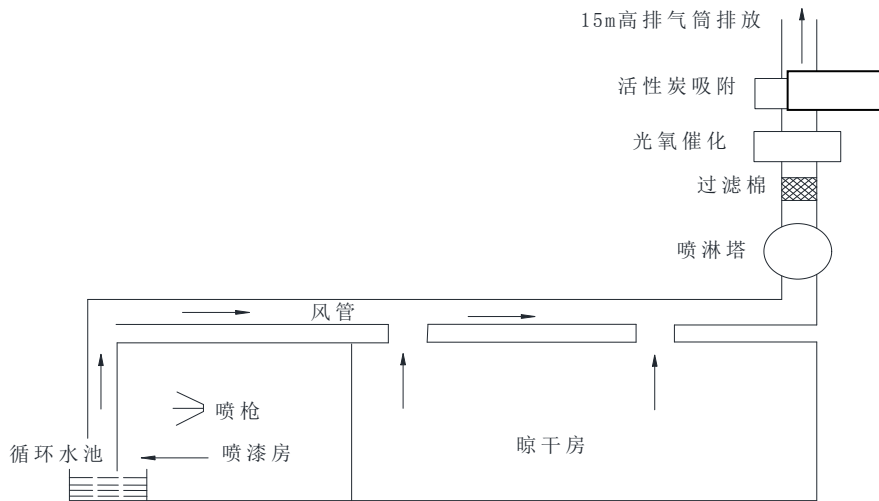 15m高排气筒排放
活性炭吸附
光氧催化
过滤棉
喷淋塔
风管
喷枪
晾干房
循环水池
喷漆房